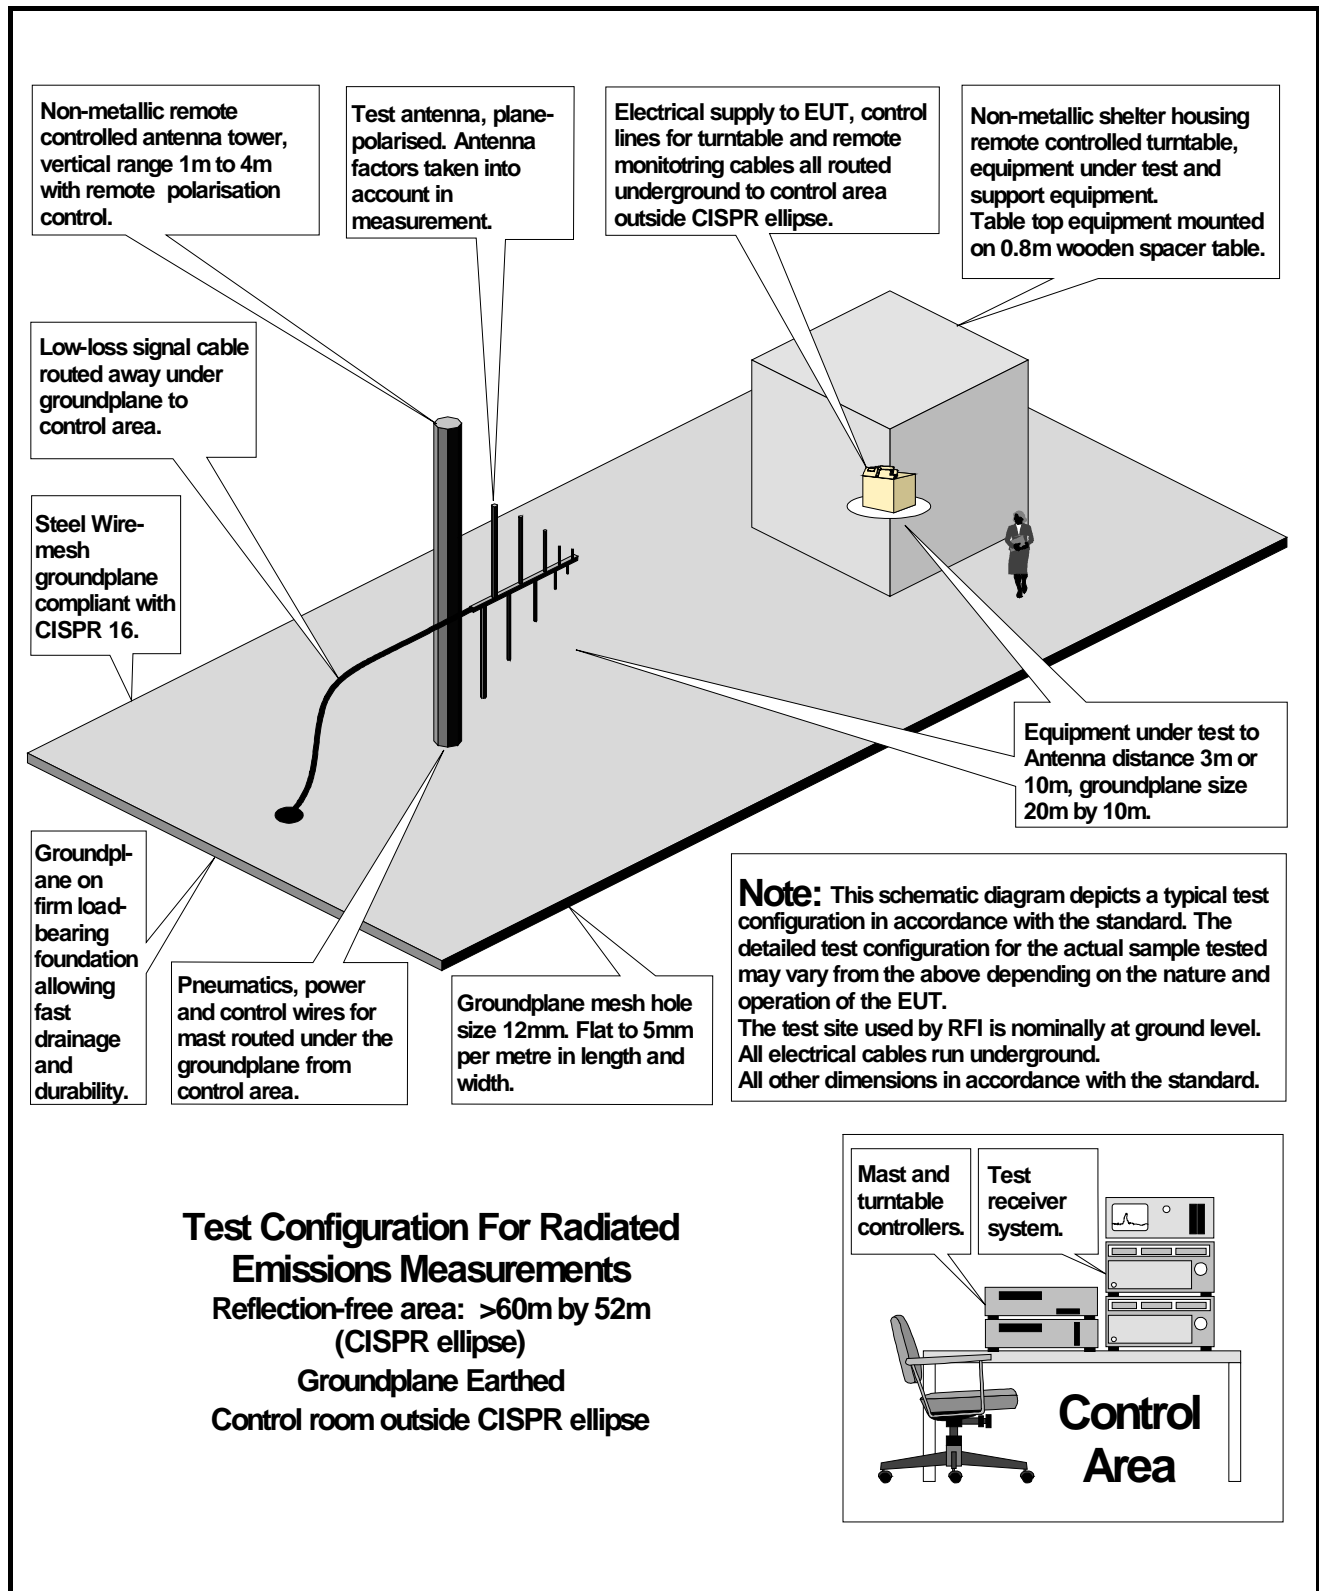 Non-metallic remote
controlled antenna tower,
vertical range 1m to 4m
with remote polarisation
control.
Test antenna, plane-
polarised. Antenna
factors taken into
account in
measurement.
Electrical supply to EUT, control
lines for turntable and remote
monitotring cables all routed
underground to control area
outside CISPR ellipse.
Non-metallic shelter housing
remote controlled turntable,
equipment under test and
support equipment.
Table top equipment mounted
on 0.8m wooden spacer table.
Low-loss signal cable
routed away under
groundplane to
control area.
Steel Wire-
mesh
groundplane
compliant with
CISPR 16.
Equipment under test to
Antenna distance 3m or
10m, groundplane size
20m by 10m.
Groundpl-
ane on
firm load-
bearing
foundation
allowing
fast
drainage
and
durability.
Pneumatics, power
and control wires for
mast routed under the
groundplane from
control area.
Groundplane mesh hole
size 12mm. Flat to 5mm
per metre in length and
width.
Note: This schematic diagram depicts a typical test
configuration in accordance with the standard. The
detailed test configuration for the actual sample tested
may vary from the above depending on the nature and
operation of the EUT.
The test site used by RFI is nominally at ground level.
All electrical cables run underground.
All other dimensions in accordance with the standard.
Test Configuration For Radiated
Emissions Measurements
Reflection-free area: >60m by 52m
(CISPR ellipse)
Groundplane Earthed
Control room outside CISPR ellipse
Mast and
turntable
controllers.
Test
receiver
system.
Control
Area